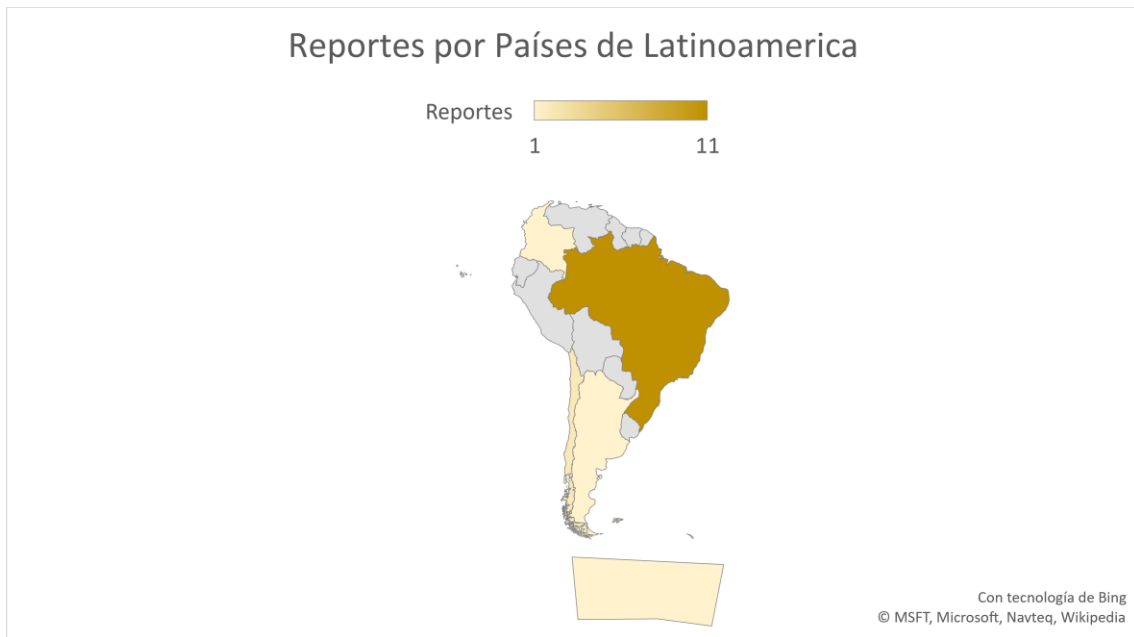 Reportes por Países de Latinoamerica
Reportes
1 11
Con tecnología de Bing
© MSFT, Microsoft, Navteq, Wikipedia